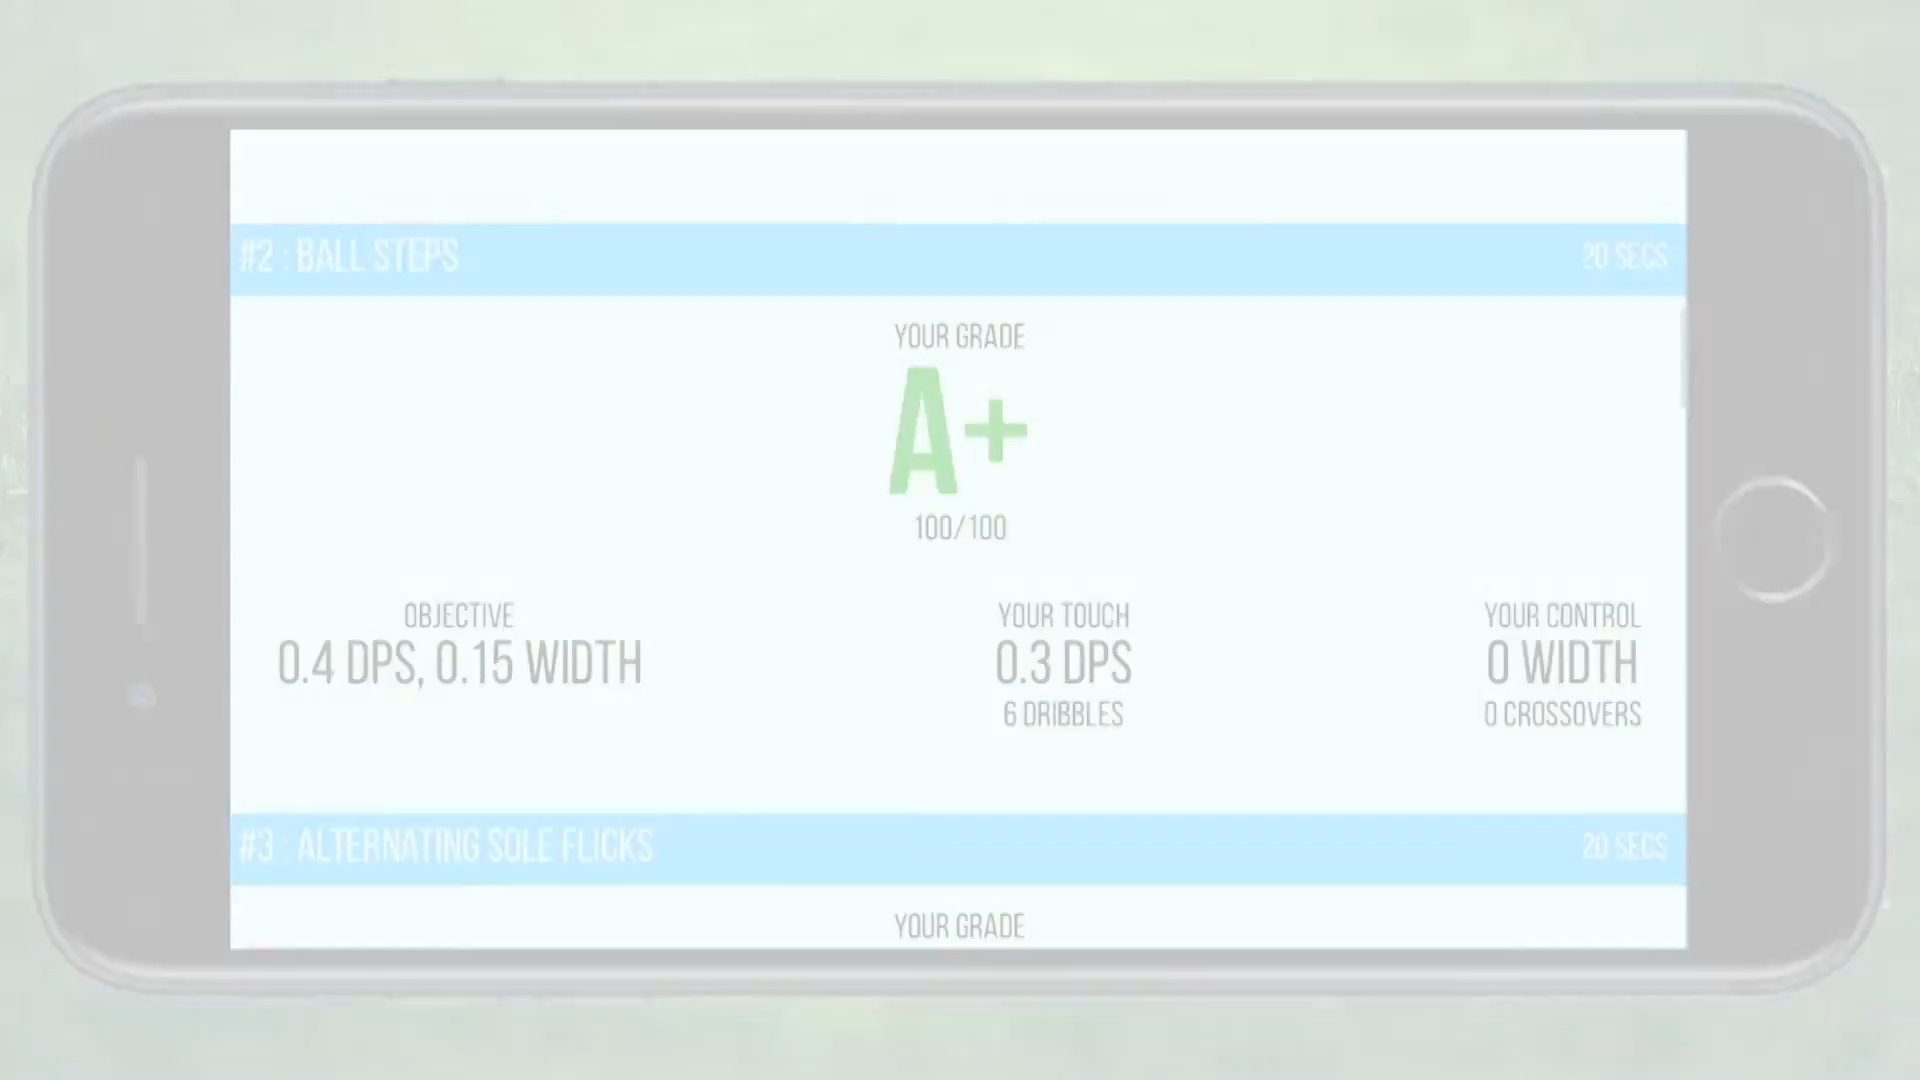 #2 : BALL STEPS 20 SECS
YOUR GRADE
A+
100/100
OBJECTIVE YOUR TOUCH YOUR CONTROL
0.4 DPS, 0.15 WIDTH 0.3 DPS 0 WIDTH
6 DRIBBLES 0 CROSSOVERS
#3 : ALTERNATING SOLE FLICKS 20 SECS
YOUR GRADE